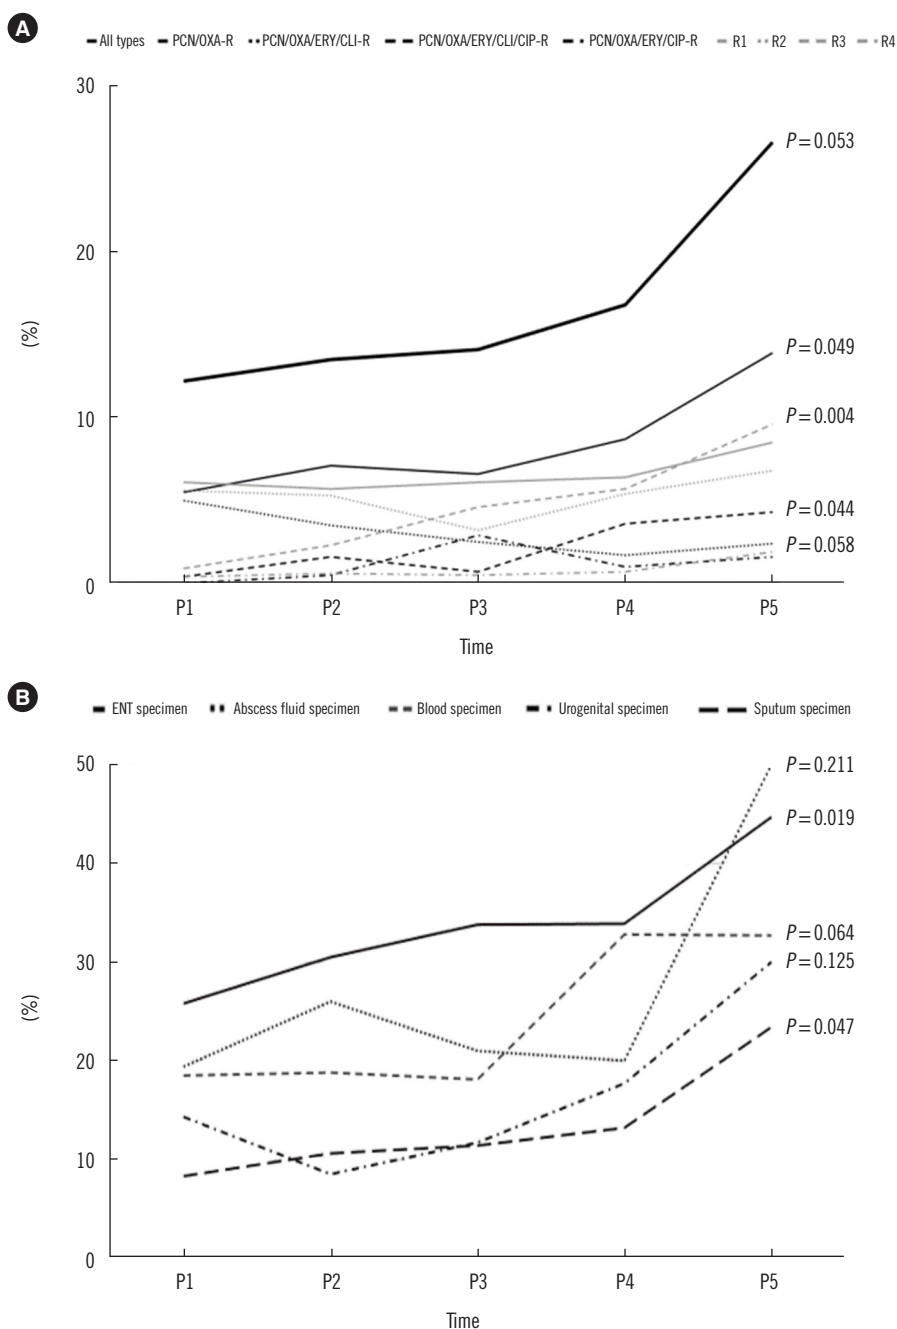 A
All types PCN/OXA-R PCN/OXA/ERY/CLI-R PCN/OXA/ERY/CLI/CIP-R PCN/OXA/ERY/CIP-R R1 R2 R3 R4
30
P=0.053
20
(%)
P=0.049
10
P=0.004
P=0.044
P=0.058
0
P1 P2 P3 P4 P5
Time
B
ENT specimen Abscess fluid specimen Blood specimen Urogenital specimen Sputum specimen
50
P=0.211
P=0.019
40
P=0.064
30
P=0.125
(%)
P=0.047
20
10
0
P1 P2 P3 P4 P5
Time